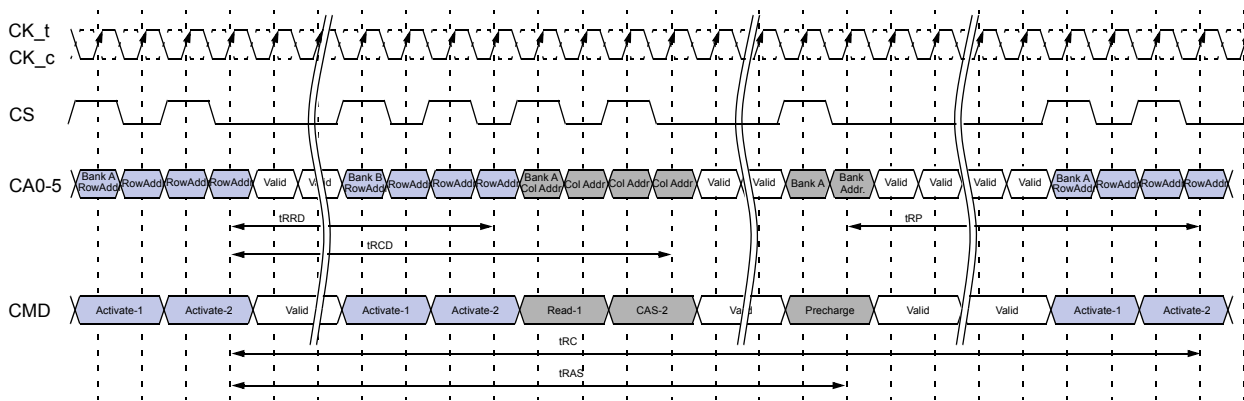 CK_t
CK_c
CS
CA0-5
Bank A
RowAddr
RowAddr
RowAddr
RowAddr
Valid
Valid
Bank B
RowAddr
RowAddr
RowAddr
RowAddr
Bank A
Col Addr
Col Addr
Col Addr
Col Addr
Valid
Valid
Bank A
Bank
Addr.
Valid
Valid
Valid
Valid
Bank A
RowAddr
RowAddr
RowAddr
RowAddr
tRRD
tRP
tRCD
CMD
Activate-1
Activate-2
Valid
Activate-1
Activate-2
Read-1
CAS-2
Valid
Precharge
Valid
Valid
Activate-1
Activate-2
tRC
tRAS